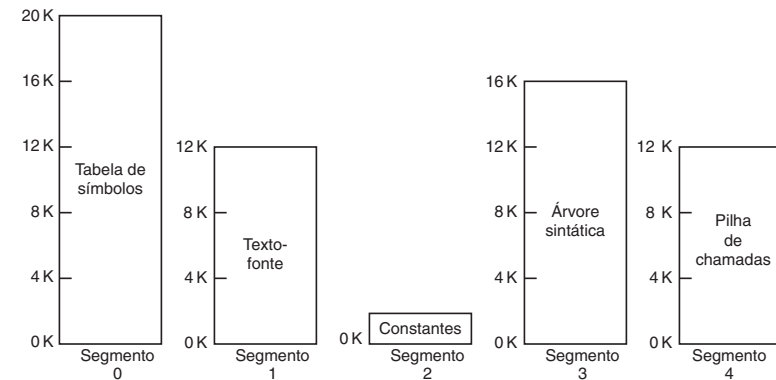 20 K
16 K
12 K
8 K
4 K
0 K
Tabela de
símbolos
Segmento
0
12 K
8 K
4 K
0 K
Texto-
fonte
Segmento
1
0 K
Constantes
Segmento
2
16 K
12 K
8 K
4 K
0 K
Árvore
sintática
Segmento
3
12 K
8 K
4 K
0 K
Pilha
de
chamadas
Segmento
4